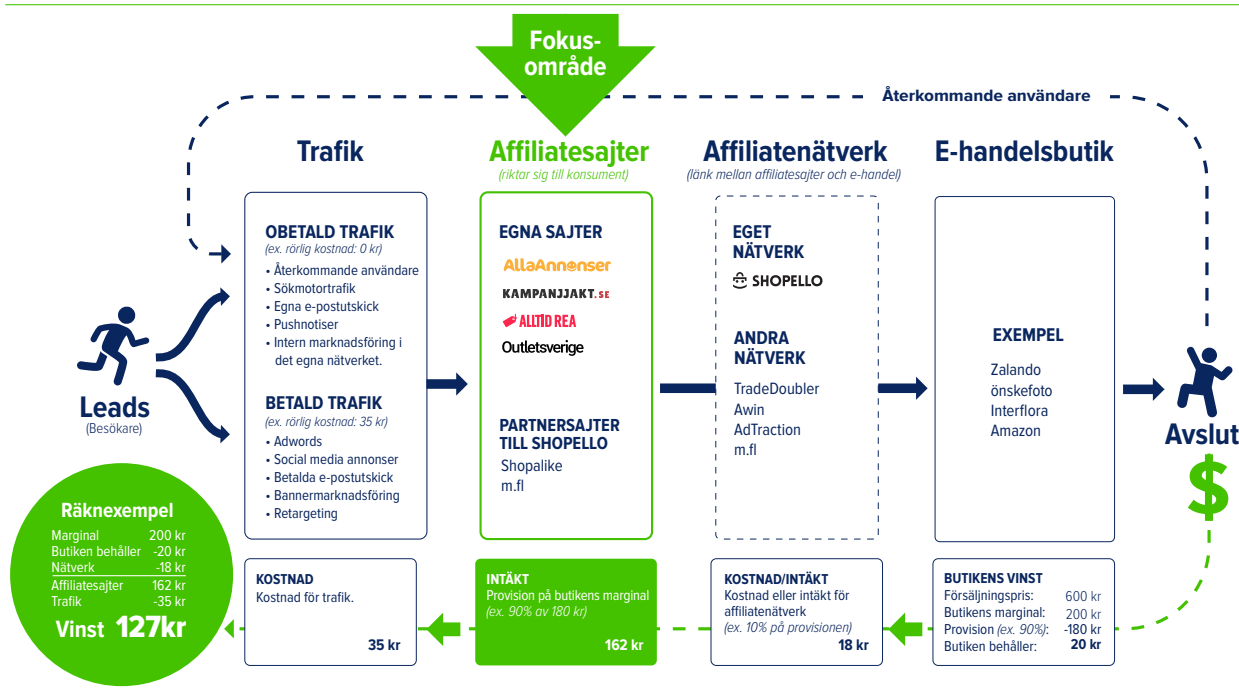 Fokus-
område
Återkommande användare
Trafik
Affiliatesajter
(riktar sig till konsument)
Affiliatenätverk
(länk mellan affiliatesajter och e-handel)
E-handelsbutik
Leads
(Besökare)
OBETALD TRAFIK
(ex. rörlig kostnad: 0 kr)
• Återkommande användare
• Sökmotortrafik
• Egna e-postutskick
• Pushnotiser
• Intern marknadsföring i
det egna nätverket.
BETALD TRAFIK
(ex. rörlig kostnad: 35 kr)
• Adwords
• Social media annonser
• Betalda e-postutskick
• Bannermarknadsföring
• Retargeting
EGNA SAJTER
AllaAnnonser
KAMPANJJAKT.SE
ALLTID REA
Outletsverige
PARTNERSAJTER
TILL SHOPELLO
Shopalike
m.fl
EGET
NÄTVERK
SHOPELLO
ANDRA
NÄTVERK
TradeDoubler
Awin
AdTraction
m.fl
EXEMPEL
Zalando
önskefoto
Interflora
Amazon
Avslut
$
Räknexempel
Marginal 200 kr
Butiken behåller -20 kr
Nätverk -18 kr
Affiliatesajter 162 kr
Trafik -35 kr
Vinst 127kr
KOSTNAD
Kostnad för trafik.
35 kr
INTÄKT
Provision på butikens marginal
(ex. 90% av 180 kr)
162 kr
KOSTNAD/INTÄKT
Kostnad eller intäkt för
affiliatenätverk
(ex. 10% på provisionen)
18 kr
BUTIKENS VINST
Försäljningspris: 600 kr
Butikens marginal: 200 kr
Provision (ex. 90%): -180 kr
Butiken behåller: 20 kr